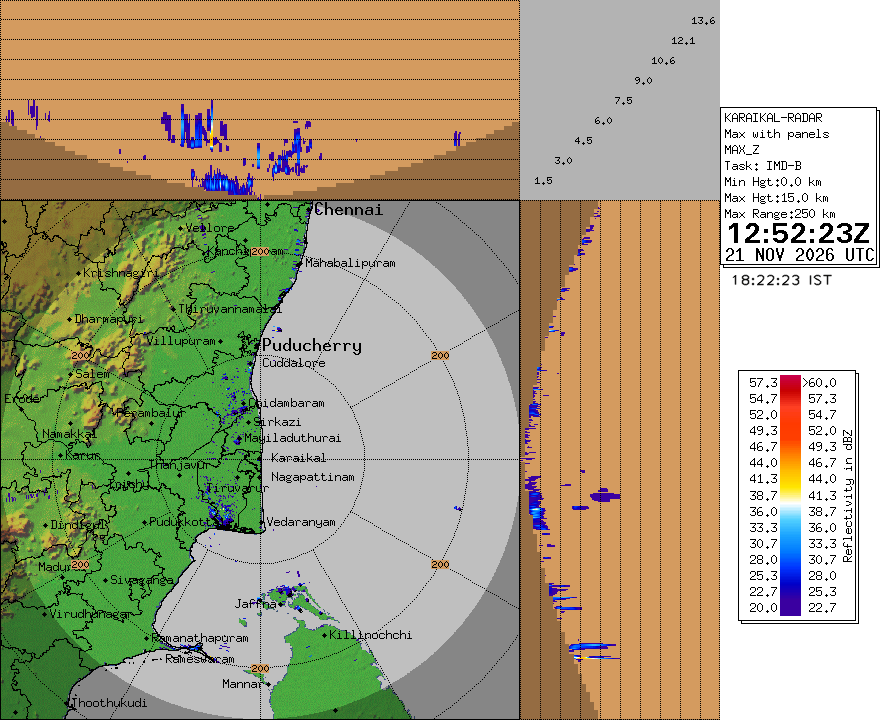 13.6
12.1
10.6
9.0
7.5
6.0
4.5
3.0
1.5
KARAIKAL-RADAR
Max with panels
MAX_Z
Task: IMD-B
Min Hgt:0.0 km
Max Hgt:15.0 km
Max Range:250 km
12:52:23Z
21 NOV 2026 UTC
18:22:23 IST
Chennai
Vellore
200
Mahabalipuram
Krishnagiri
Thiruvannamalai
Dharmapuri
Villupuram
Puducherry
200
200
Cuddalore
Salem
Erode
Chidambaram
Perambalur
Sirkazi
Namakkal
Mayiladuthurai
Karur
Karaikal
Thanjavur
Nagapattinam
Tiruvarur
Dindigul
Pudukkott
Vedaranyam
200
200
Madur
Sivaganga
Jaffna
Virudhunagar
Ramanathapuram
Killinochchi
Rameswaram
200
Mannar
Thoothukudi
57.3 >60.0
54.7 57.3
52.0 54.7
49.3 52.0
46.7 49.3
44.0 46.7
41.3 44.0
38.7 41.3
36.0 38.7
33.3 36.0
30.7 33.3
28.0 30.7
25.3 28.0
22.7 25.3
20.0 22.7
Reflectivity in dBZ